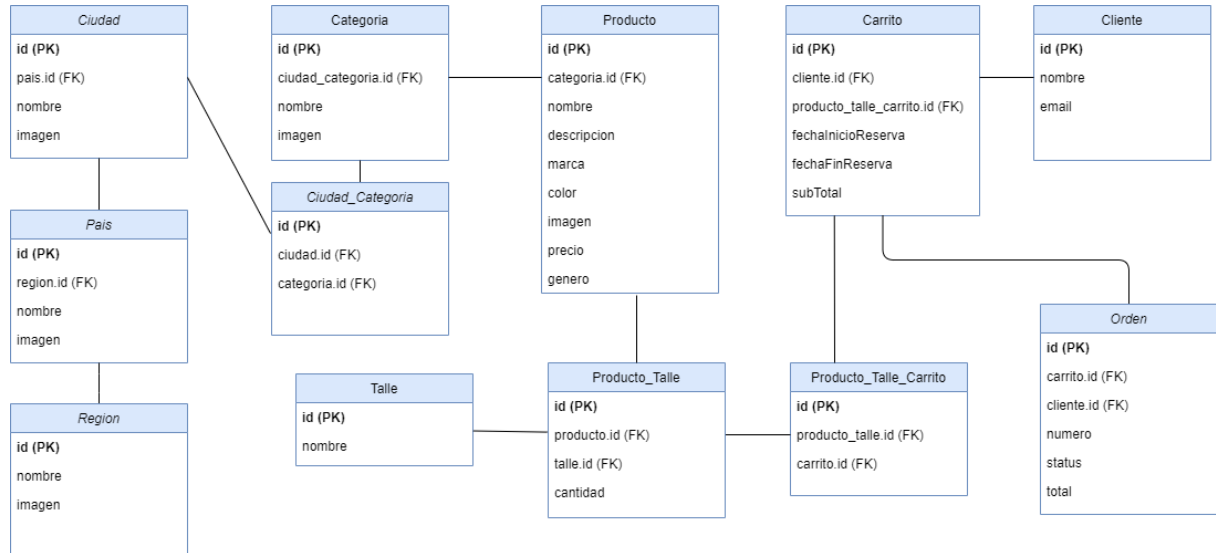 Ciudad
id (PK)
pais.id (FK)
nombre
imagen
Categoria
id (PK)
ciudad_categoria.id (FK)
nombre
imagen
Producto
id (PK)
categoria.id (FK)
nombre
descripcion
marca
color
imagen
precio
genero
Carrito
id (PK)
cliente.id (FK)
producto_talle_carrito.id (FK)
fechaInicioReserva
fechaFinReserva
subTotal
Cliente
id (PK)
nombre
email
Pais
id (PK)
region.id (FK)
nombre
imagen
Ciudad_Categoria
id (PK)
ciudad.id (FK)
categoria.id (FK)
Region
id (PK)
nombre
imagen
Talle
id (PK)
nombre
Producto_Talle
id (PK)
producto.id (FK)
talle.id (FK)
cantidad
Producto_Talle_Carrito
id (PK)
producto_talle.id (FK)
carrito.id (FK)
Orden
id (PK)
carrito.id (FK)
cliente.id (FK)
numero
status
total